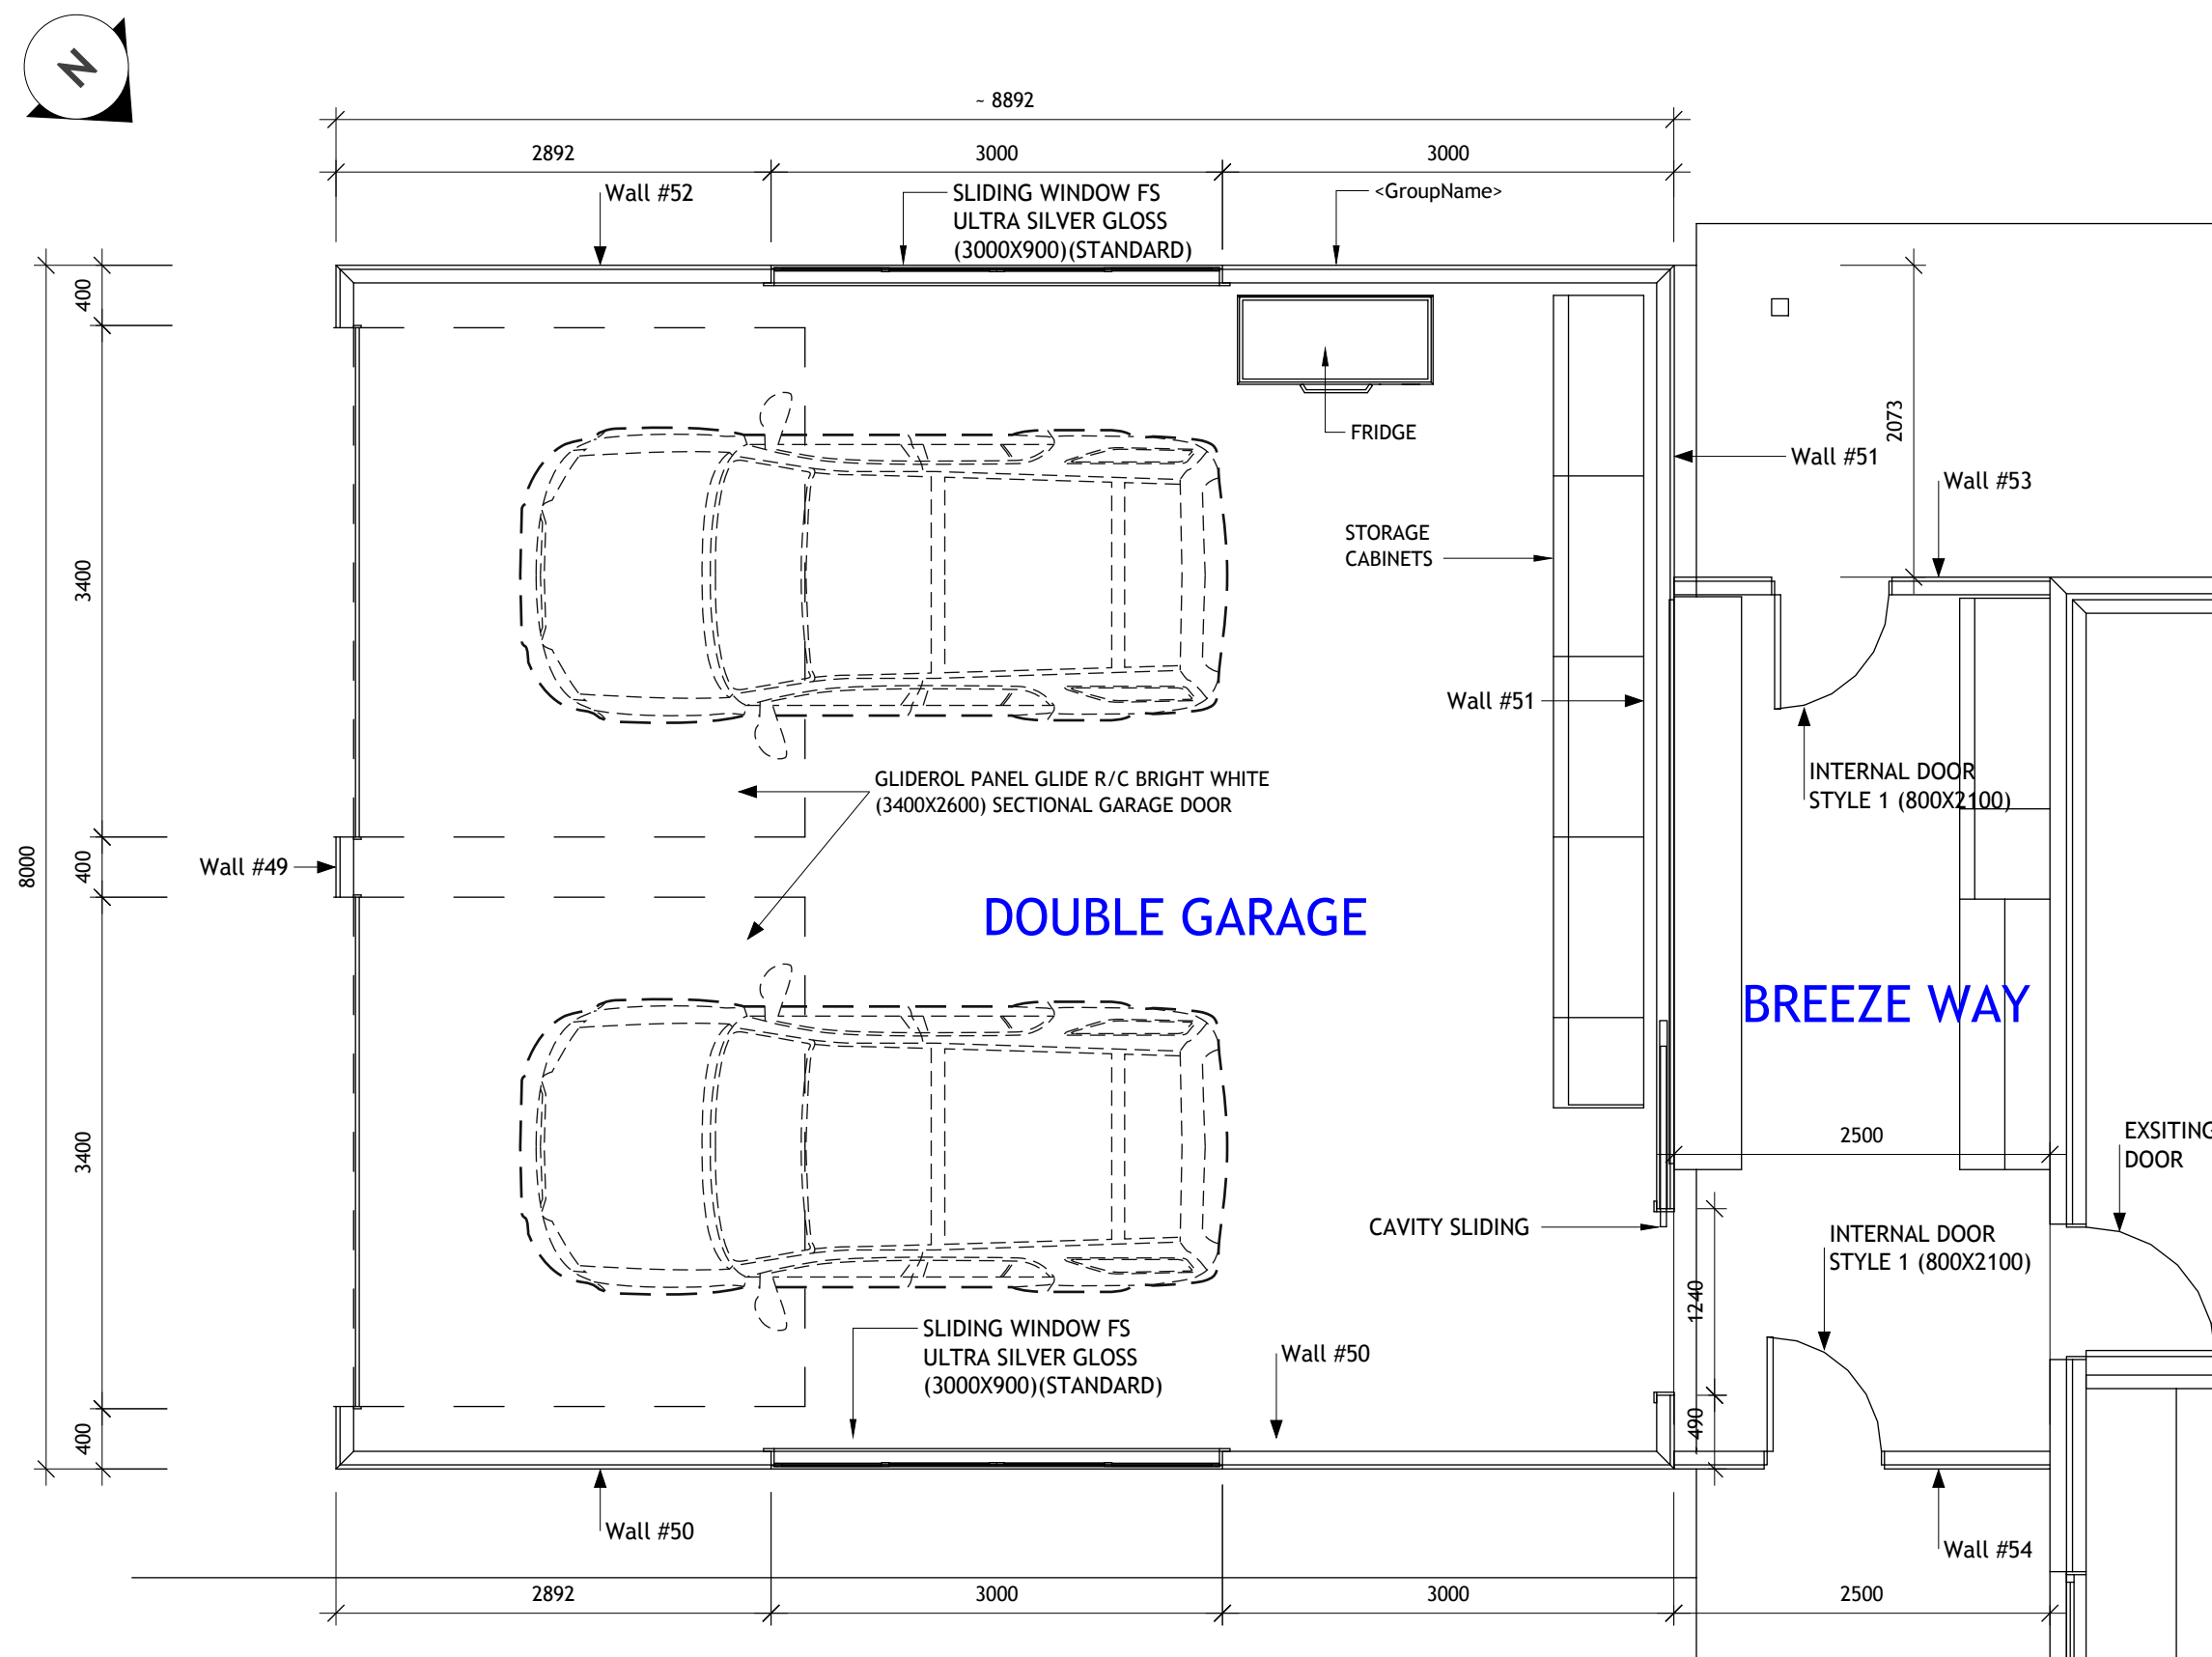 N
~ 8892
2892
3000
3000
Wall #52
SLIDING WINDOW FS
ULTRA SILVER GLOSS
(3000X900)(STANDARD)
<GroupName>
400
3400
8000
400
3400
400
2073
FRIDGE
Wall #51
Wall #53
STORAGE
CABINETS
Wall #51
INTERNAL DOOR
STYLE 1 (800X2100)
GLIDEROL PANEL GLIDE R/C BRIGHT WHITE
(3400X2600) SECTIONAL GARAGE DOOR
Wall #49
DOUBLE GARAGE
BREEZE WAY
2500
EXSITING
DOOR
CAVITY SLIDING
INTERNAL DOOR
STYLE 1 (800X2100)
1240
~ 490
SLIDING WINDOW FS
ULTRA SILVER GLOSS
(3000X900)(STANDARD)
Wall #50
Wall #50
Wall #54
2892
3000
3000
2500